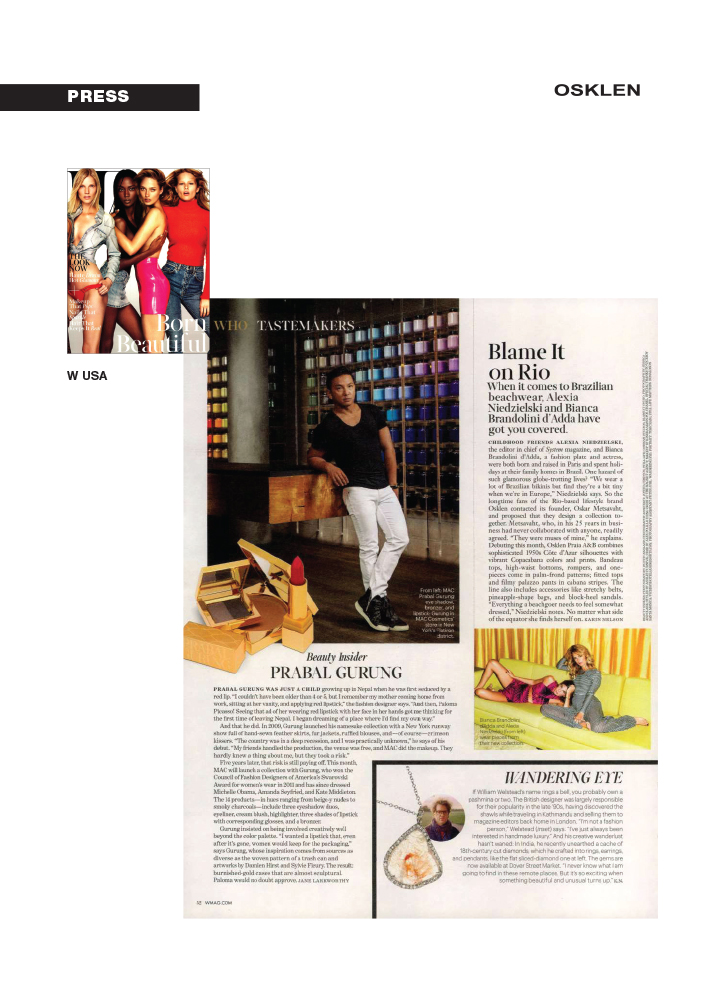 PRESS
OSKLEN
THE
LOOK
NOW
Born
Beautiful
W USA
WHO TASTEMAKERS
Blame It
on Rio
When it comes to Brazilian
beachwear, Alexia
Niedzielski and Bianca
Brandolini d'Adda have
got you covered.
CHILDHOOD FRIENDS ALEXIA NIEDZIELSKI,
the editor in chief of System magazine, and Bianca
Brandolini d'Adda, a fashion plate and actress,
were both born and raised in Paris and spent holi-
days at their family homes in Brazil. One hazard of
such glamorous globe-trotting lives? "We wear a
lot of Brazilian bikinis but find they're a bit tiny
when we're in Europe," Niedzielski says. So the
longtime fans of the Rio-based lifestyle brand
Osklen contacted its founder, Oskar Metsavaht,
and proposed that they design a collection to-
gether. Metsavaht, who, in his 25 years in busi-
ness had never collaborated with anyone, readily
agreed. "They were muses of mine," he explains.
Debuting this month, Osklen Praia A&B combines
sophisticated 1950s Côte d'Azur silhouettes with
vibrant Copacabana colors and prints. Bandeau
tops, high-waist bottoms, rompers, and one-
pieces come in palm-frond patterns; fitted tops
and filmy palazzo pants in cabana stripes. The
line also includes accessories like stretchy belts,
pineapple-shape bags, and block-heel sandals.
"Everything a beachgoer needs to feel somewhat
dressed," Niedzielski notes. No matter what side
of the equator she finds herself on. KARIN NELSON
From left: MAC
Prabal Gurung
eye shadow,
bronzer, and
lipstick; Gurung in
MAC Cosmetics'
store in New
York's Flatiron
district.
Beauty Insider
PRABAL GURUNG
PRABAL GURUNG WAS JUST A CHILD growing up in Nepal when he was first seduced by a
red lip. "I couldn't have been older than 4 or 5, but I remember my mother coming home from
work, sitting at her vanity, and applying red lipstick," the fashion designer says. "And then, Paloma
Picasso! Seeing that ad of her wearing red lipstick with her face in her hands got me thinking for
the first time of leaving Nepal. I began dreaming of a place where I'd find my own way."
And that he did. In 2009, Gurung launched his namesake collection with a New York runway
show full of hand-sewn feather skirts, fur jackets, ruffled blouses, and—of course—crimson
kissers. "The country was in a deep recession, and I was practically unknown," he says of his
debut. "My friends handled the production, the venue was free, and MAC did the makeup. They
hardly knew a thing about me, but they took a risk."
Five years later, that risk is still paying off. This month,
MAC will launch a collection with Gurung, who won the
Council of Fashion Designers of America's Swarovski
Award for women's wear in 2011 and has since dressed
Michelle Obama, Amanda Seyfried, and Kate Middleton.
The 14 products—in hues ranging from beige-y nudes to
smoky charcoals—include three eyeshadow duos,
eyeliner, cream blush, highlighter, three shades of lipstick
with corresponding glosses, and a bronzer.
Gurung insisted on being involved creatively well
beyond the color palette. "I wanted a lipstick that, even
after it's gone, women would keep for the packaging,"
says Gurung, whose inspiration comes from sources as
diverse as the woven pattern of a trash can and
artworks by Damien Hirst and Sylvie Fleury. The result:
burnished-gold cases that are almost sculptural.
Paloma would no doubt approve. JANE LARKWORTHY
Bianca Brandolini
d'Adda and Alexia
Niedzielski (from left)
wear pieces from
their new collection.
WANDERING EYE
If William Welstead's name rings a bell, you probably own a
pashmina or two. The British designer was largely responsible
for their popularity in the late '90s, having discovered the
shawls while traveling in Kathmandu and selling them to
magazine editors back home in London. "I'm not a fashion
person," Welstead (inset) says. "I've just always been
interested in handmade luxury." And his creative wanderlust
hasn't eased: In India, he recently unearthed a cache of
18th-century cut diamonds, which he crafted into rings, earrings,
and pendants, like the flat sliced-diamond one at left. The gems are
now available at Dover Street Market. "I never know what I am
going to find in these remote places. But it's so exciting when
something beautiful and unusual turns up." K.N.
52 WMAG.COM